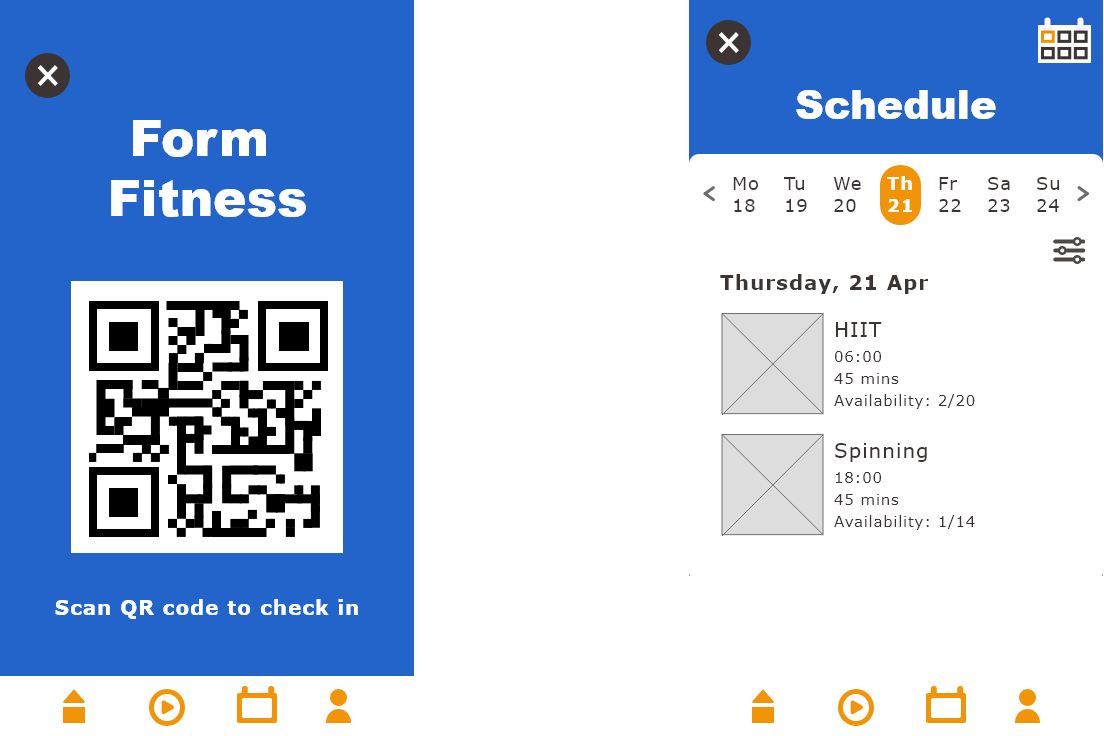 Form
Fitness
Scan QR code to check in
Schedule
Mo Tu We Th Fr Sa Su
18 19 20 21 22 23 24
Thursday, 21 Apr
HIIT
06:00
45 mins
Availability: 2/20
Spinning
18:00
45 mins
Availability: 1/14